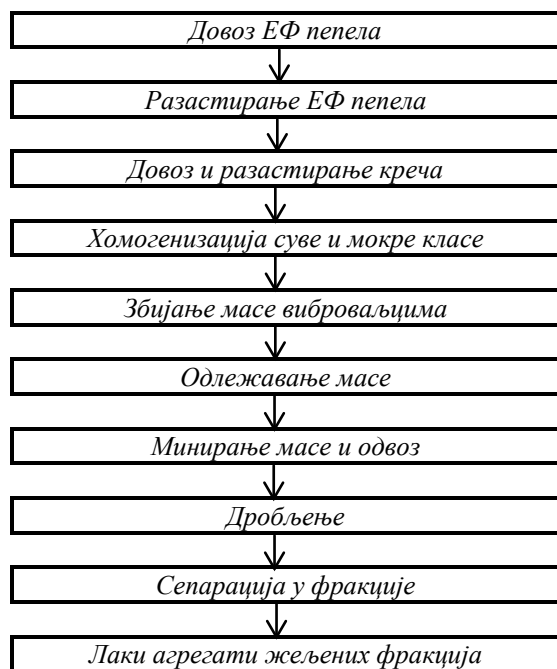 Довоз ЕФ пепела
Разастирање ЕФ пепела
Довоз и разастирање креча
Хомогенизација суве и мокре класе
Збијање масе виброваљцима
Одлежавање масе
Минирање масе и одвоз
Дробљење
Сепарација у фракције
Лаки агрегати жељених фракција